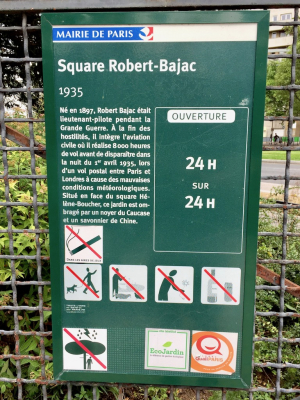 MAIRIE DE PARIS
Square Robert-Bajac
1935
Né en 1897, Robert Bajac était
lieutenant-pilote pendant la
Grande Guerre. À la fin des
hostilités, il intègre l'aviation
civile où il réalise 8000 heures
de vol avant de disparaître dans
la nuit du 1er avril 1935, lors
d'un vol postal entre Paris et
Londres à cause des mauvaises
conditions météorologiques.
Situé en face du square Hé-
lène-Boucher, ce jardin est om-
bragé par un noyer du Caucase
et un savonnier de Chine.
OUVERTURE
24 H
SUR
24 H
EcoJardin